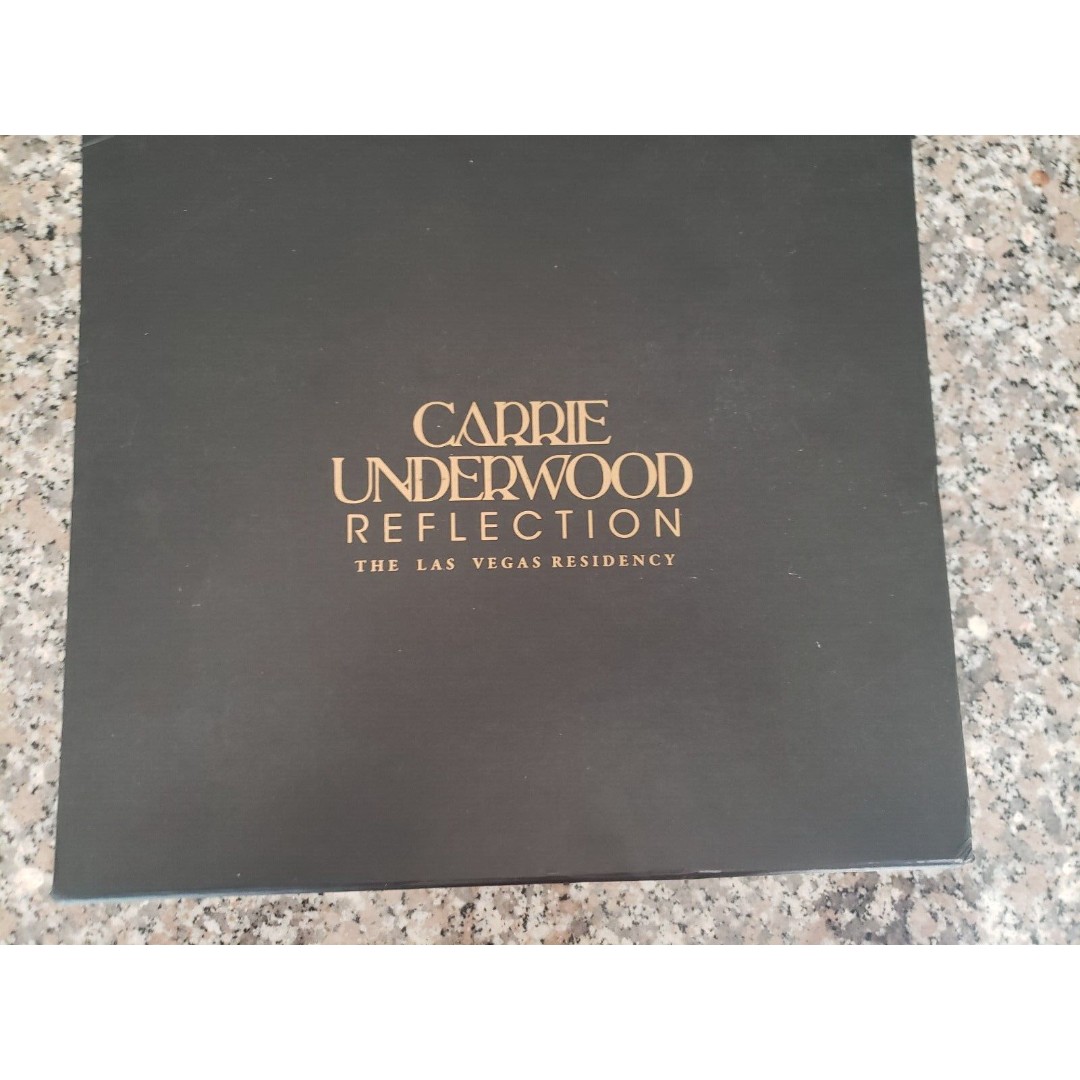 CARRIE
UNDERWOOD
REFLECTION
THE LAS VEGAS RESIDENCY